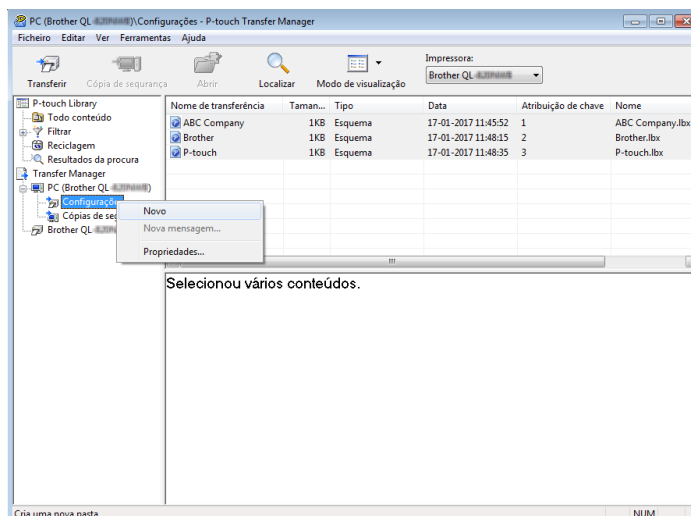 PC (Brother QL )\Configurações - P-touch Transfer Manager
Ficheiro Editar Ver Ferramentas Ajuda
Transferir Cópia de segurança Abrir Localizar Modo de visualização
Impressora:
Brother QL
P-touch Library
Todo conteúdo
Filtrar
Reciclagem
Resultados da procura
Transfer Manager
PC (Brother QL )
Configuraçõe
Cópias de seg
Brother QL
Novo
Nova mensagem...
Propriedades...
Nome de transferência Taman... Tipo Data Atribuição de chave Nome
ABC Company 1KB Esquema 17-01-2017 11:45:52 1 ABC Company.lbx
Brother 1KB Esquema 17-01-2017 11:48:15 2 Brother.lbx
P-touch 1KB Esquema 17-01-2017 11:48:35 3 P-touch.lbx
Selecionou vários conteúdos.
Cria uma nova pasta NUM